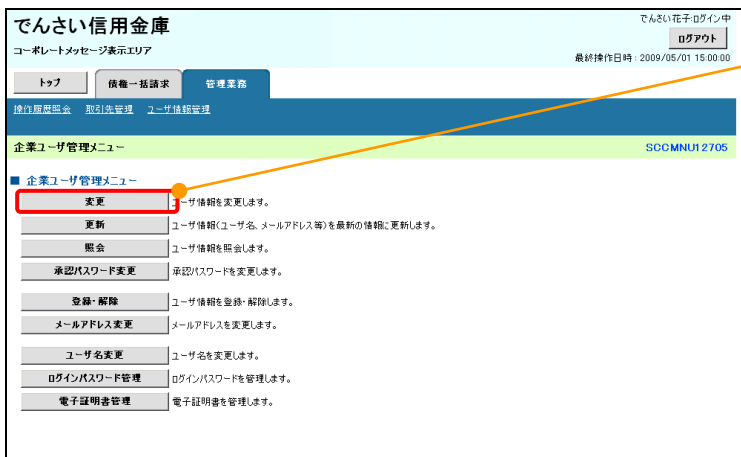 でんさい信用金庫
でんさい花子:ログイン中
ログアウト
コーポレートメッセージ表示エリア
最終操作日時:2009/05/01 15:00:00
トップ
債権一括請求
管理業務
操作履歴照会 取引先管理 ユーザ情報管理
企業ユーザ管理メニュー
SCCMNU12705
■ 企業ユーザ管理メニュー
変更 ユーザ情報を変更します。
更新 ユーザ情報(ユーザ名、メールアドレス等)を最新の情報に更新します。
照会 ユーザ情報を照会します。
承認パスワード変更 承認パスワードを変更します。
登録・解除 ユーザ情報を登録・解除します。
メールアドレス変更 メールアドレスを変更します。
ユーザ名変更 ユーザ名を変更します。
ログインパスワード管理 ログインパスワードを管理します。
電子証明書管理 電子証明書を管理します。